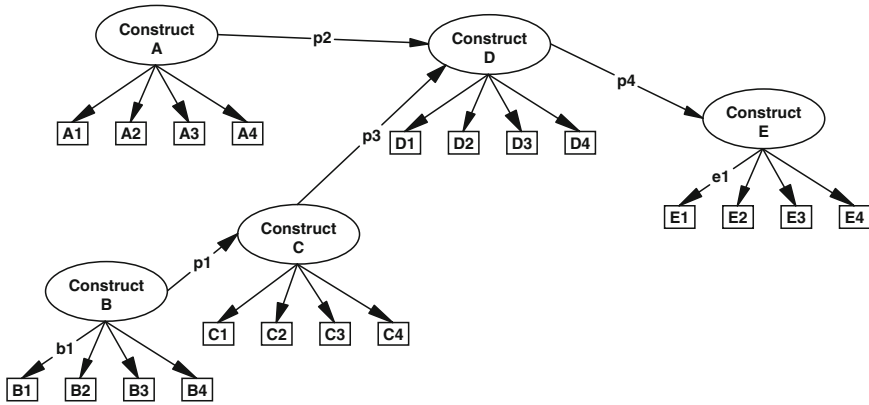 Construct
A
p2
Construct
D
p4
A1
A2
A3
A4
p3
D1
D2
D3
D4
Construct
E
e1
E1
E2
E3
E4
Construct
C
p1
Construct
B
C1
C2
C3
C4
b1
B1
B2
B3
B4